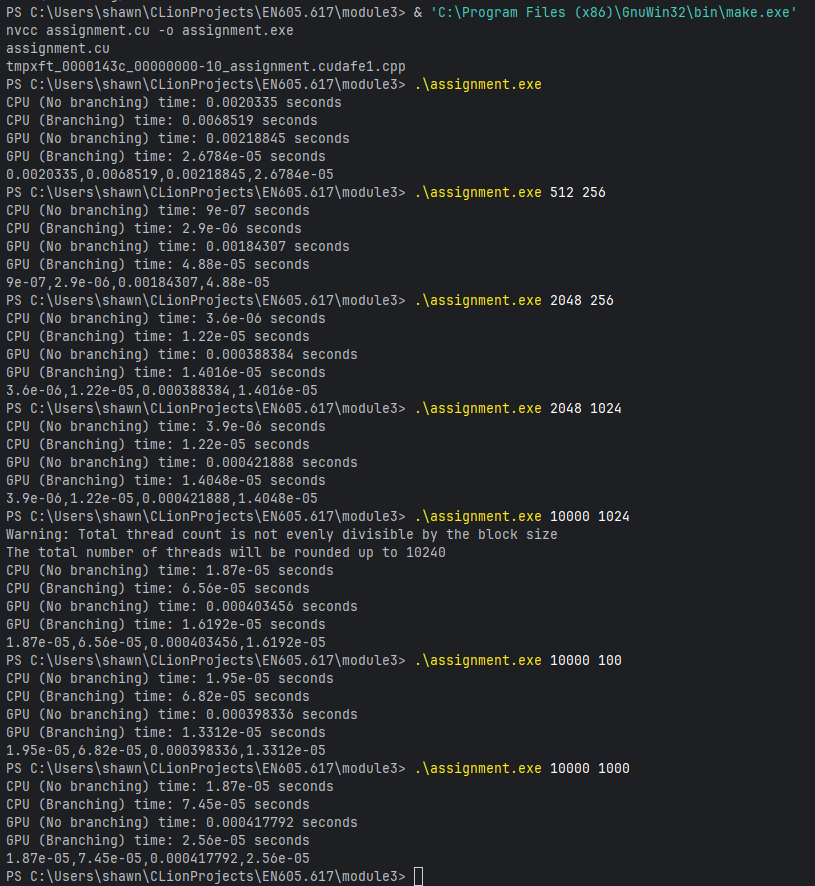 PS C:\Users\shawn\CLionProjects\EN605.617\module3> & 'C:\Program Files (x86)\GnuWin32\bin\make.exe'
nvcc assignment.cu -o assignment.exe
assignment.cu
tmpxft_0000143c_00000000-10_assignment.cudafe1.cpp
PS C:\Users\shawn\CLionProjects\EN605.617\module3> .\assignment.exe
CPU (No branching) time: 0.0020335 seconds
CPU (Branching) time: 0.0068519 seconds
GPU (No branching) time: 0.00218845 seconds
GPU (Branching) time: 2.6784e-05 seconds
0.0020335,0.0068519,0.00218845,2.6784e-05
PS C:\Users\shawn\CLionProjects\EN605.617\module3> .\assignment.exe 512 256
CPU (No branching) time: 9e-07 seconds
CPU (Branching) time: 2.9e-06 seconds
GPU (No branching) time: 0.00184307 seconds
GPU (Branching) time: 4.88e-05 seconds
9e-07,2.9e-06,0.00184307,4.88e-05
PS C:\Users\shawn\CLionProjects\EN605.617\module3> .\assignment.exe 2048 256
CPU (No branching) time: 3.6e-06 seconds
CPU (Branching) time: 1.22e-05 seconds
GPU (No branching) time: 0.000388384 seconds
GPU (Branching) time: 1.4016e-05 seconds
3.6e-06,1.22e-05,0.000388384,1.4016e-05
PS C:\Users\shawn\CLionProjects\EN605.617\module3> .\assignment.exe 2048 1024
CPU (No branching) time: 3.9e-06 seconds
CPU (Branching) time: 1.22e-05 seconds
GPU (No branching) time: 0.000421888 seconds
GPU (Branching) time: 1.4048e-05 seconds
3.9e-06,1.22e-05,0.000421888,1.4048e-05
PS C:\Users\shawn\CLionProjects\EN605.617\module3> .\assignment.exe 10000 1024
Warning: Total thread count is not evenly divisible by the block size
The total number of threads will be rounded up to 10240
CPU (No branching) time: 1.87e-05 seconds
CPU (Branching) time: 6.56e-05 seconds
GPU (No branching) time: 0.000403456 seconds
GPU (Branching) time: 1.6192e-05 seconds
1.87e-05,6.56e-05,0.000403456,1.6192e-05
PS C:\Users\shawn\CLionProjects\EN605.617\module3> .\assignment.exe 10000 100
CPU (No branching) time: 1.95e-05 seconds
CPU (Branching) time: 6.82e-05 seconds
GPU (No branching) time: 0.000398336 seconds
GPU (Branching) time: 1.3312e-05 seconds
1.95e-05,6.82e-05,0.000398336,1.3312e-05
PS C:\Users\shawn\CLionProjects\EN605.617\module3> .\assignment.exe 10000 1000
CPU (No branching) time: 1.87e-05 seconds
CPU (Branching) time: 7.45e-05 seconds
GPU (No branching) time: 0.000417792 seconds
GPU (Branching) time: 2.56e-05 seconds
1.87e-05,7.45e-05,0.000417792,2.56e-05
PS C:\Users\shawn\CLionProjects\EN605.617\module3>